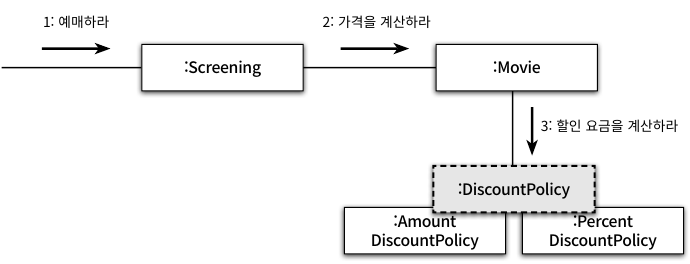 1: 예매하라
2: 가격을 계산하라
:Screening
:Movie
3: 할인 요금을 계산하라
:DiscountPolicy
:Amount
DiscountPolicy
:Percent
DiscountPolicy